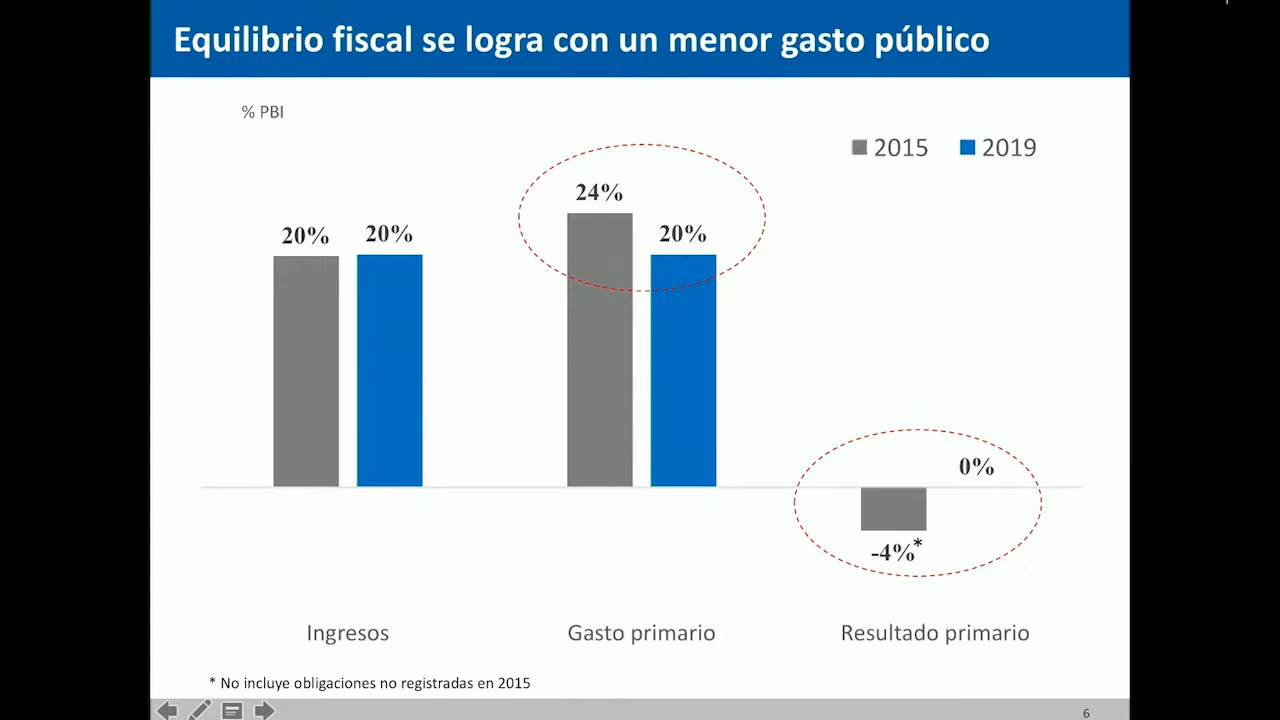 Equilibrio fiscal se logra con un menor gasto público
% PBI
2015 2019
24%
20% 20% 20%
0%
-4%*
Ingresos Gasto primario Resultado primario
* No incluye obligaciones no registradas en 2015
6